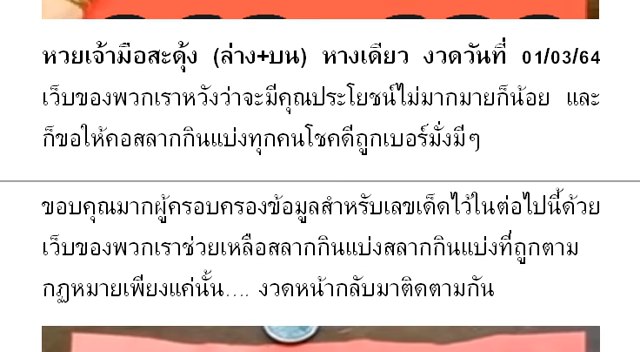 หวยเจ้ามือสะดุ้ง (ล่าง+บน) หางเดียว งวดวันที่ 01/03/64
เว็บของพวกเราหวังว่าจะมีคุณประโยชน์ไม่มากมายก็น้อย และ
ก็ขอให้คอสลากกินแบ่งทุกคนโชคดีถูกเบอร์มั่งมีๆ
ขอบคุณมากผู้ครอบครองข้อมูลสำหรับเลขเด็ดไว้ในต่อไปนี้ด้วย
เว็บของพวกเราช่วยเหลือสลากกินแบ่งสลากกินแบ่งที่ถูกตาม
กฏหมายเพียงแค่นั้น…. งวดหน้ากลับมาติดตามกัน